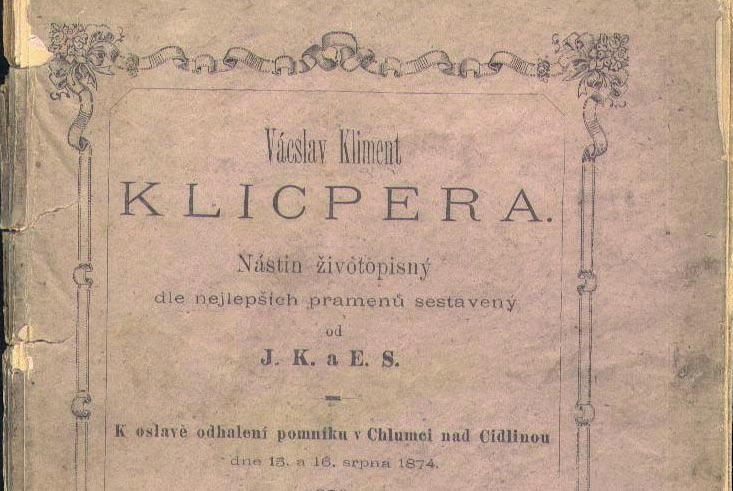 Vácslav Kliment
KLICPERA.
Nástin životopisný
dle nejlepších pramenů sestavený
od
J. K. a E. S.
K oslavě odhalení pomníku v Chlumci nad Cidlinou
dne 15. a 16. srpna 1874.